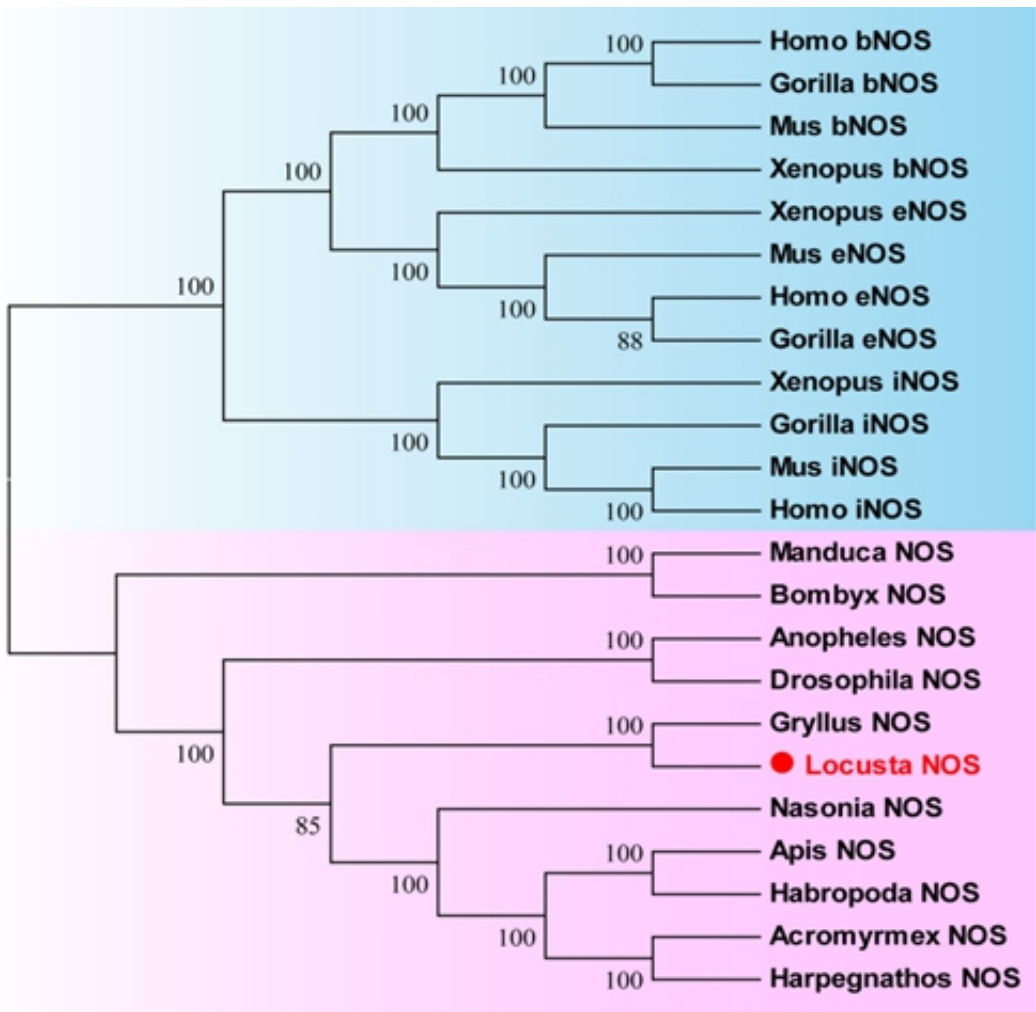 100
Homo bNOS
100
Gorilla bNOS
100
Mus bNOS
100
Xenopus bNOS
Xenopus eNOS
100
Mus eNOS
100
100
Homo eNOS
88
Gorilla eNOS
Xenopus iNOS
100
Gorilla iNOS
100
Mus iNOS
100
Homo iNOS
100
Manduca NOS
Bombyx NOS
100
Anopheles NOS
Drosophila NOS
100
100
Gryllus NOS
Locusta NOS
85
Nasonia NOS
100
100
Apis NOS
Habropoda NOS
100
Acromyrmex NOS
100
Harpegnathos NOS